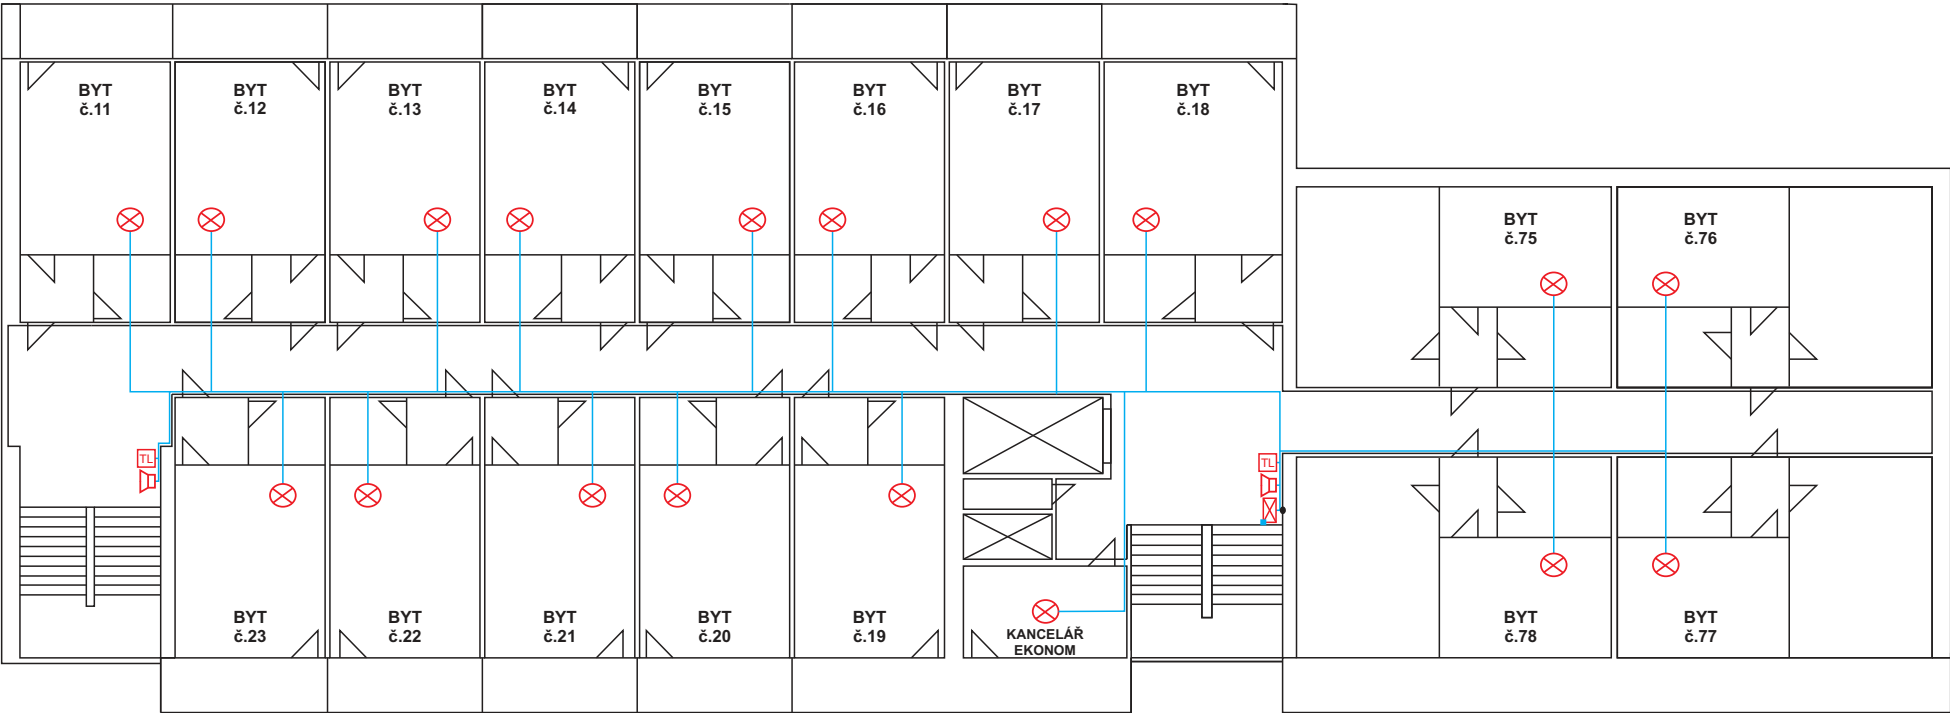 BYT
č.11
BYT
č.12
BYT
č.13
BYT
č.14
BYT
č.15
BYT
č.16
BYT
č.17
BYT
č.18
BYT
č.75
BYT
č.76
TL
TL
BYT
č.23
BYT
č.22
BYT
č.21
BYT
č.20
BYT
č.19
KANCELÁŘ
EKONOM
BYT
č.78
BYT
č.77